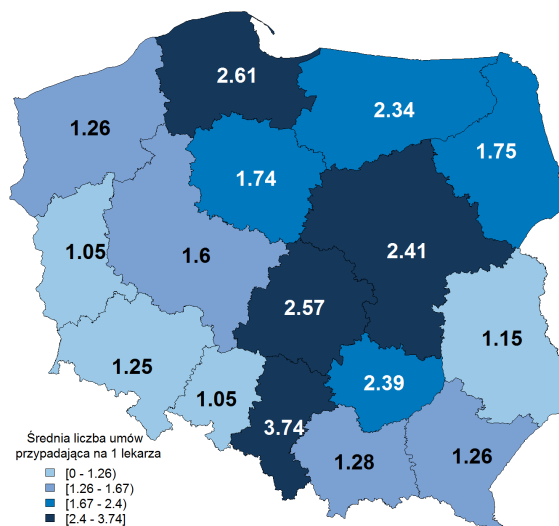 2.61
2.34
1.26
1.75
1.74
1.05
1.6
2.41
2.57
1.15
1.25
2.39
1.05
3.74
1.28
1.26
Średnia liczba umów
przypadająca na 1 lekarza
[0 - 1.26)
[1.26 - 1.67)
[1.67 - 2.4)
[2.4 - 3.74]